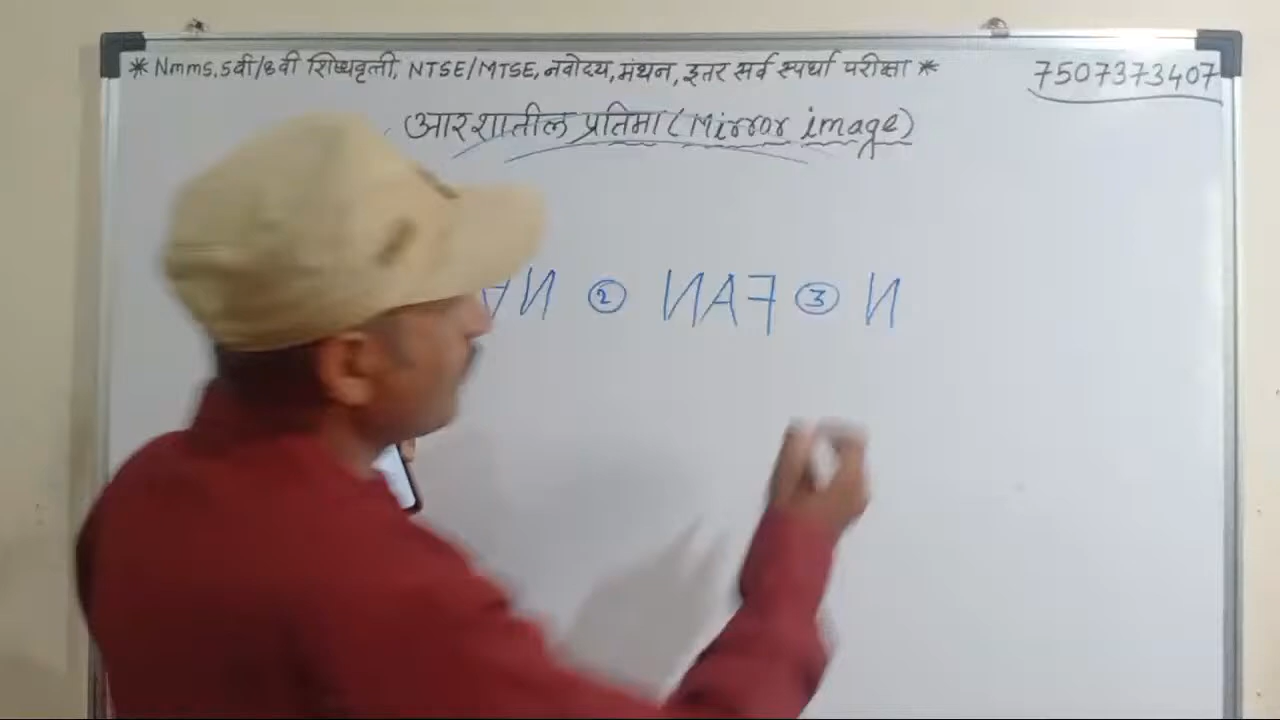 * Nmms, 5वी/8वी शिष्यवृत्ती, NTSE/MTSE, नवोदय, मंथन, इतर सर्व स्पर्धा परीक्षा * 7507373407
आरशातील प्रतिमा (Mirror image)
② ИAꟻ ③ И